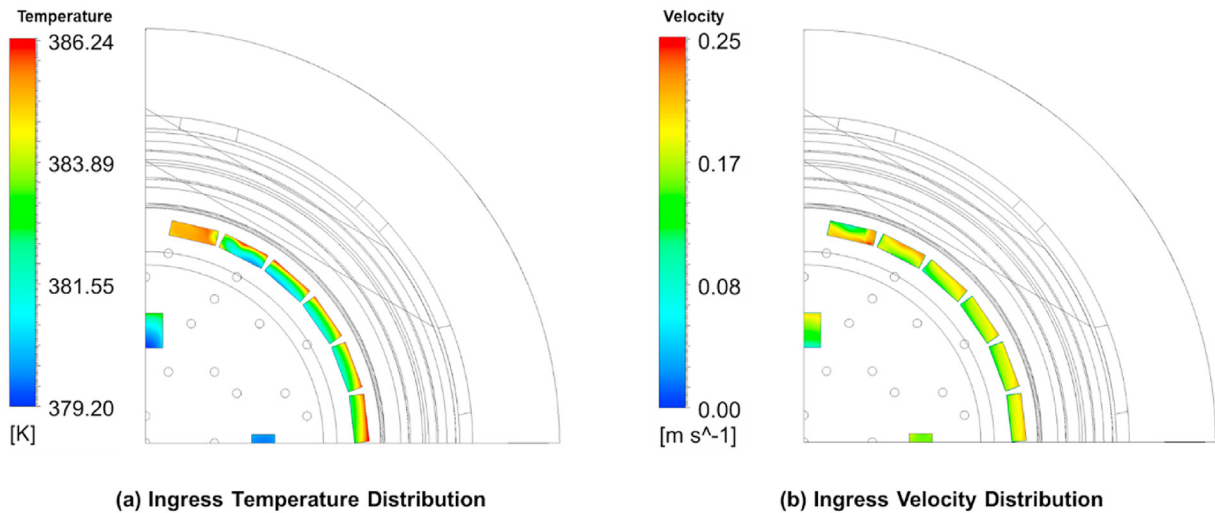 Temperature
386.24
383.89
381.55
379.20
[K]
(a) Ingress Temperature Distribution
Velocity
0.25
0.17
0.08
0.00
[m s^-1]
(b) Ingress Velocity Distribution